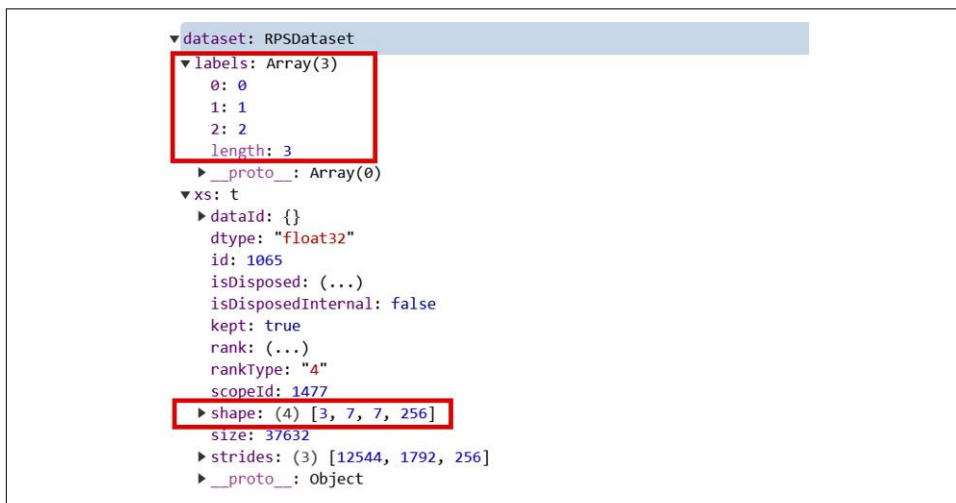 ▼dataset: RPSDataset
▼labels: Array(3)
0: 0
1: 1
2: 2
length: 3
▶__proto__: Array(0)
▼xs: t
▶dataId: {}
dtype: "float32"
id: 1065
isDisposed: (...)
isDisposedInternal: false
kept: true
rank: (...)
rankType: "4"
scopeId: 1477
▶shape: (4) [3, 7, 7, 256]
size: 37632
▶strides: (3) [12544, 1792, 256]
▶__proto__: Object